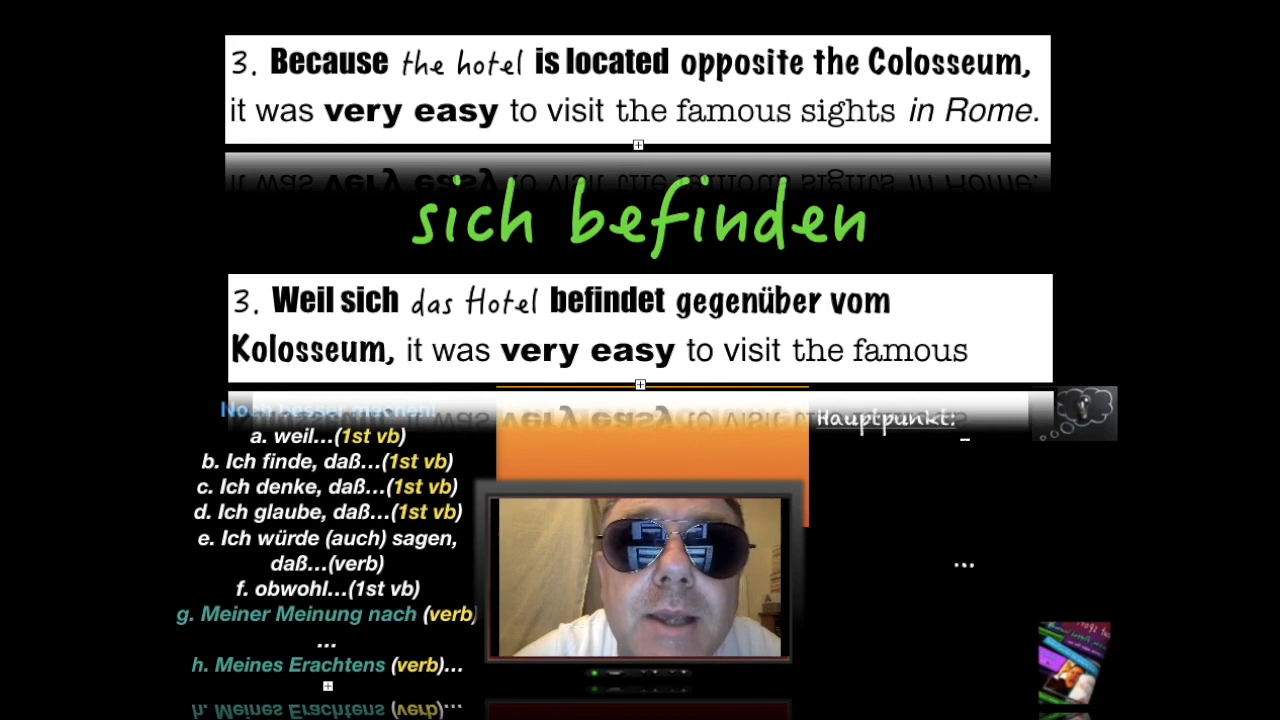 3. Because the hotel is located opposite the Colosseum,
it was very easy to visit the famous sights in Rome.
sich befinden
3. Weil sich das Hotel befindet gegenüber vom
Kolosseum, it was very easy to visit the famous
Noch besser machen!
a. weil...(1st vb)
b. Ich finde, daß...(1st vb)
c. Ich denke, daß...(1st vb)
d. Ich glaube, daß...(1st vb)
e. Ich würde (auch) sagen,
daß...(verb)
f. obwohl...(1st vb)
g. Meiner Meinung nach (verb)
...
h. Meines Erachtens (verb)...
Hauptpunkt:
...